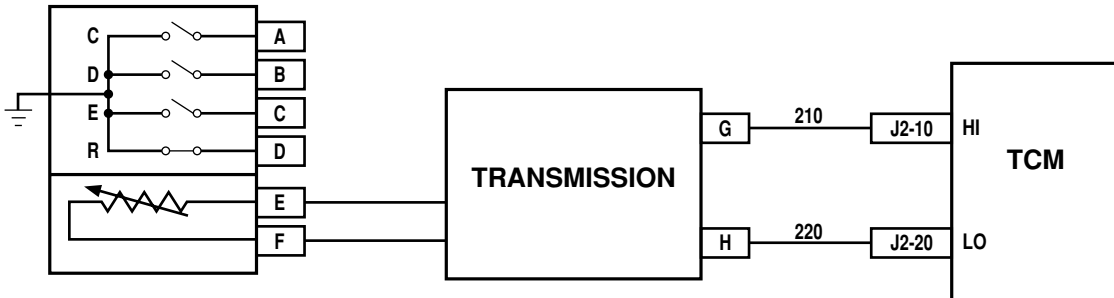 C A
D B
E C
R D
E
F
TRANSMISSION
G 210 J2-10 HI
H 220 J2-20 LO
TCM